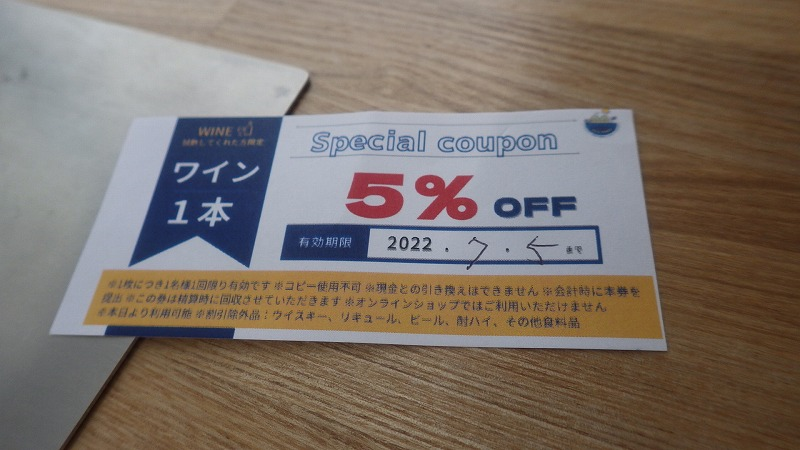 WINE
試飲してくれた方限定
ワイン
1本
Special coupon
5% OFF
有効期限 2022 . 7 . 5 まで
※1枚につき1名様1回限り有効です ※コピー使用不可 ※現金との引き換えはできません ※会計時に本券を
提出 ※この券は精算時に回収させていただきます ※オンラインショップではご利用いただけません
※本日より利用可能 ※割引除外品：ウイスキー、リキュール、ビール、酎ハイ、その他食料品